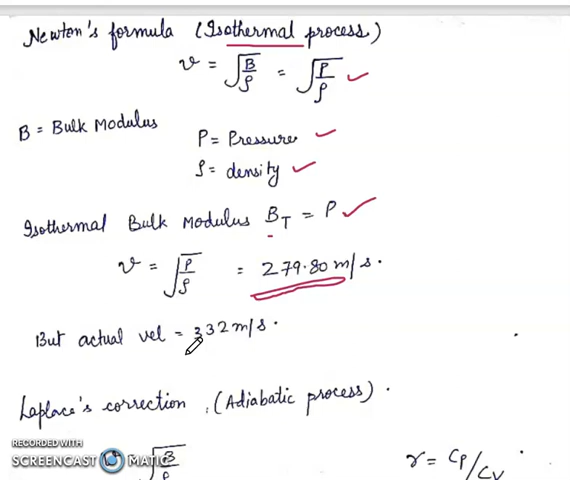 Newton's formula (Isothermal process)
v = √B/ρ = √P/ρ
B = Bulk Modulus
P = Pressure
ρ = density
Isothermal Bulk Modulus B_T = P
v = √P/ρ = 279.80 m/s.
But actual vel = 332 m/s.
Laplace's correction. (Adiabatic process).
√B/ρ γ = Cp/Cv
RECORDED WITH
SCREENCAST MATIC